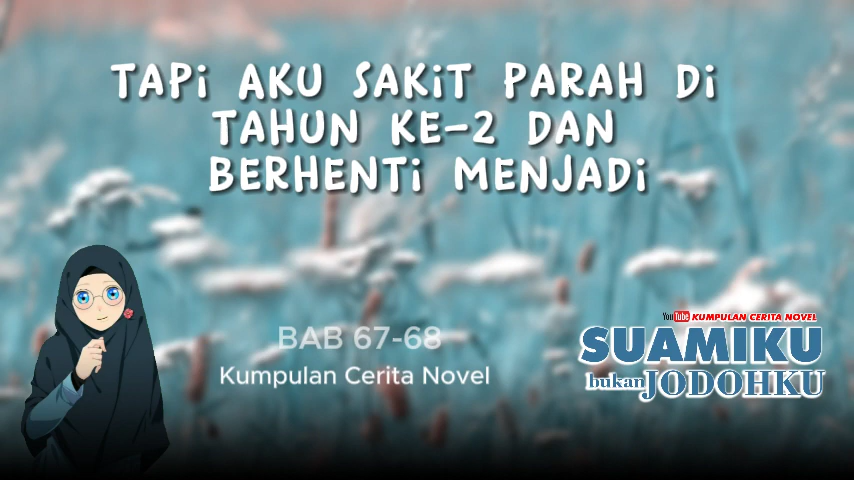 TAPi AKU SAKiT PARAH Di
TAHUN KE-2 DAN
BERHENTi MENJADi
BAB 67-68
Kumpulan Cerita Novel
YouTube KUMPULAN CERITA NOVEL
SUAMIKU
bukan JODOHKU